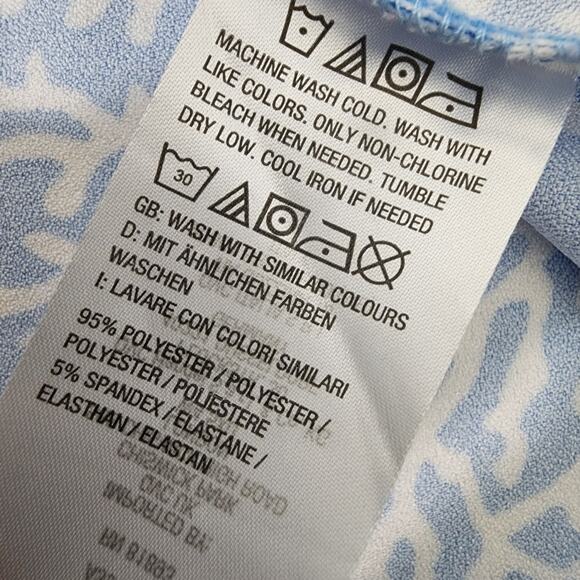 MACHINE WASH COLD. WASH WITH
LIKE COLORS. ONLY NON-CHLORINE
BLEACH WHEN NEEDED. TUMBLE
DRY LOW. COOL IRON IF NEEDED
30
GB: WASH WITH SIMILAR COLOURS
D: MIT ÄHNLICHEN FARBEN
WASCHEN
I: LAVARE CON COLORI SIMILARI
95% POLYESTER / POLYESTER /
POLYESTER / POLIESTERE
5% SPANDEX / ELASTANE /
ELASTHAN / ELASTAN